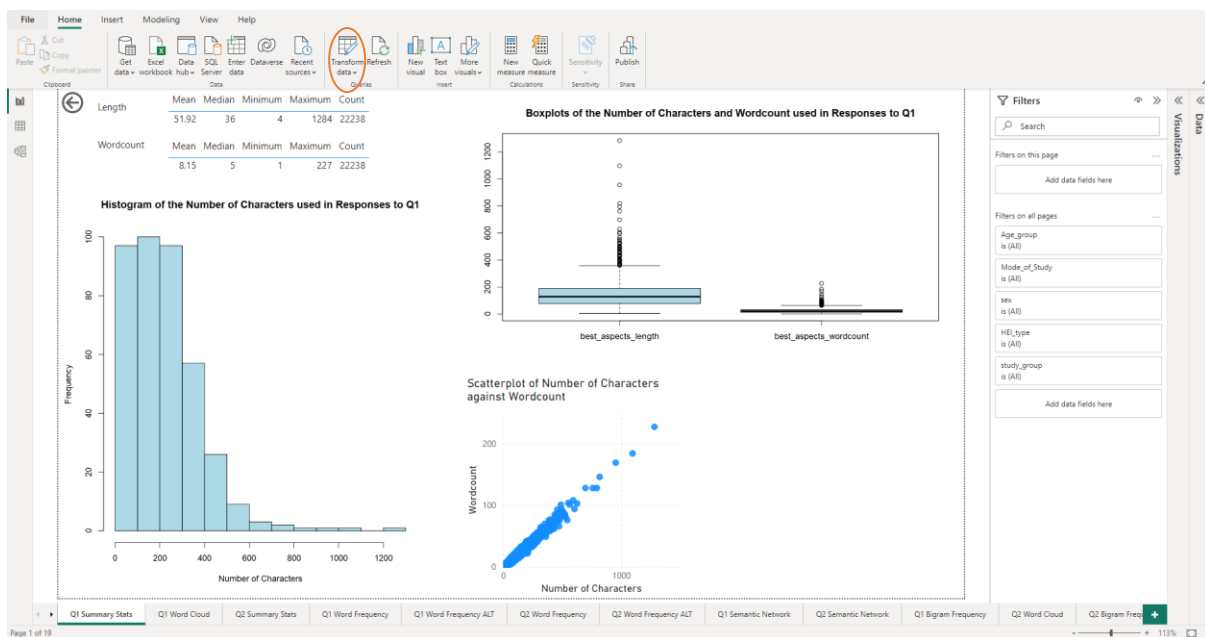 File Home Insert Modeling View Help
Paste
Cut
Copy
Format painter
Get data
Excel workbook
Data hub
SQL Server
Enter data
Dataverse
Recent sources
Transform data
Refresh
New visual
Text box
More visuals
New measure
Quick measure
Sensitivity
Publish
Clipboard
Data
Queries
Insert
Calculations
Sensitivity
Share
Length
Mean Median Minimum Maximum Count
51.92 36 4 1284 22238
Wordcount
Mean Median Minimum Maximum Count
8.15 5 1 227 22238
Histogram of the Number of Characters used in Responses to Q1
Frequency
100
80
60
40
20
0
0 200 400 600 800 1000 1200
Number of Characters
Boxplots of the Number of Characters and Wordcount used in Responses to Q1
1200
1000
800
600
400
200
0
best_aspects_length best_aspects_wordcount
Scatterplot of Number of Characters
against Wordcount
Wordcount
200
100
0
0 1000
Number of Characters
Filters
Search
Filters on this page
...
Add data fields here
Filters on all pages
...
Age_group
is (All)
Mode_of_Study
is (All)
sex
is (All)
HEI_type
is (All)
study_group
is (All)
Add data fields here
Visualizations
Data
Q1 Summary Stats Q1 Word Cloud Q2 Summary Stats Q1 Word Frequency Q1 Word Frequency ALT Q2 Word Frequency Q2 Word Frequency ALT Q1 Semantic Network Q2 Semantic Network Q1 Bigram Frequency Q2 Word Cloud Q2 Bigram Freq
Page 1 of 19
- + 113%